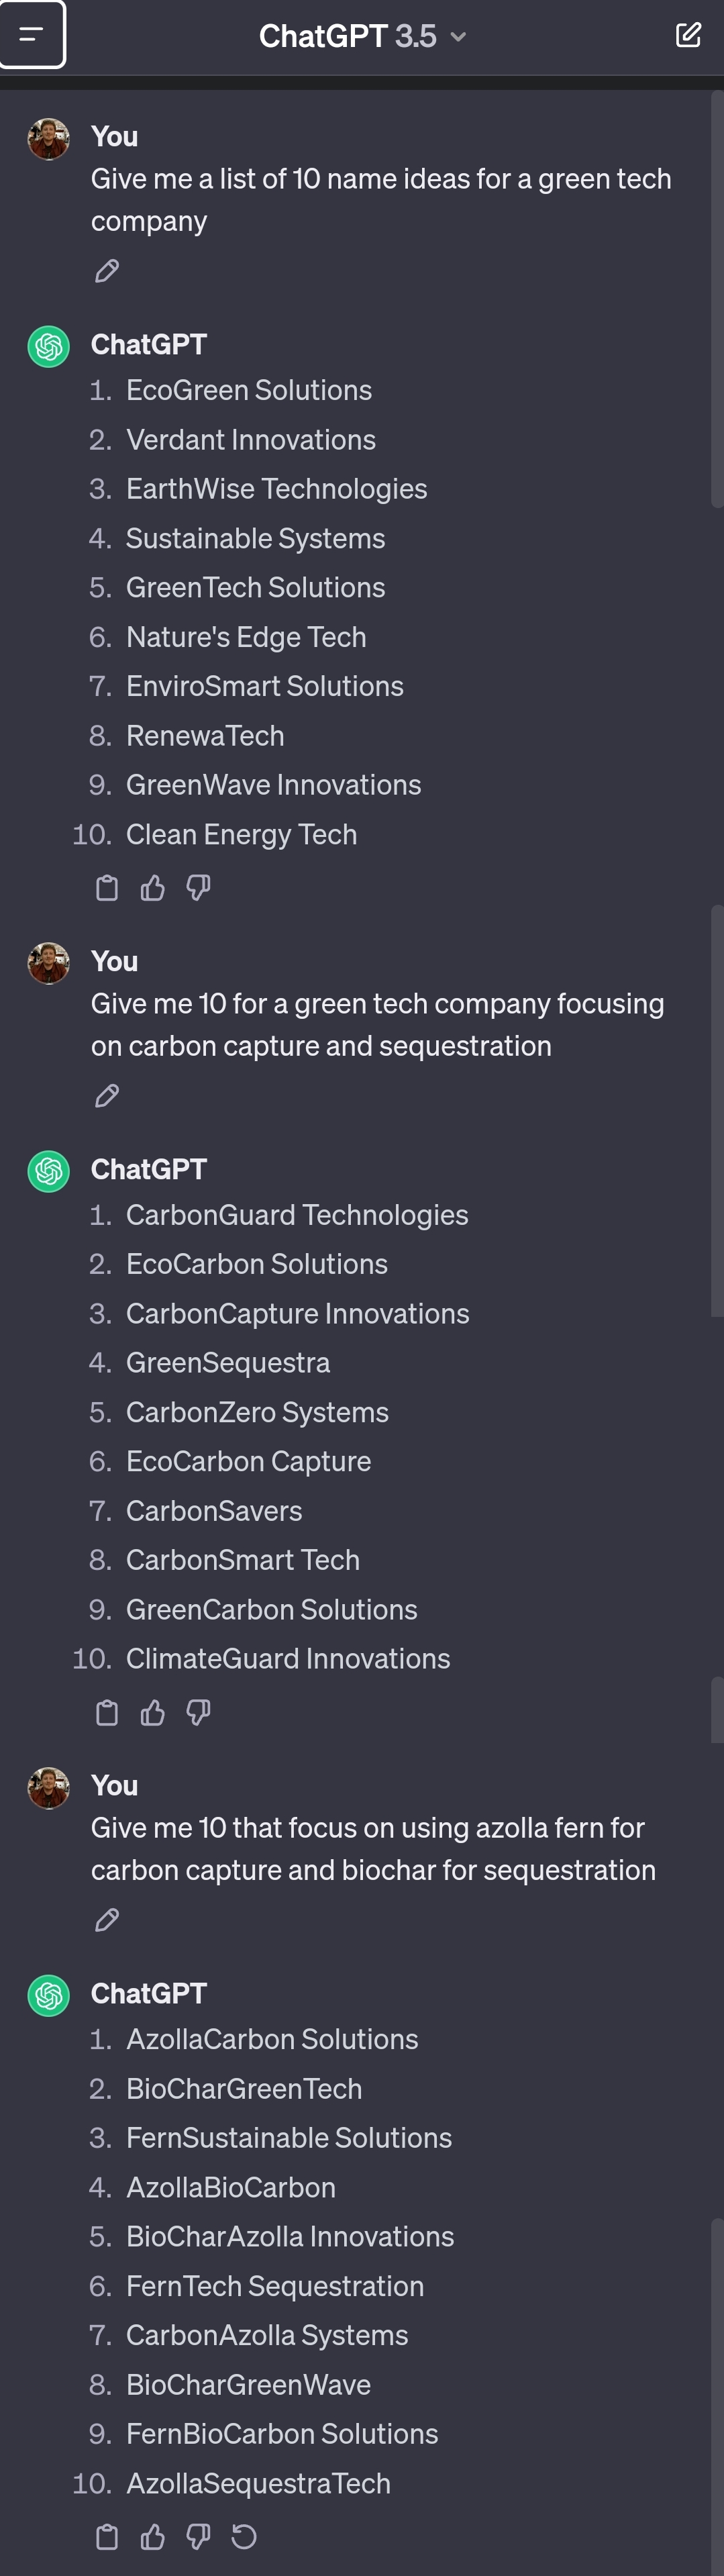 ChatGPT 3.5
You
Give me a list of 10 name ideas for a green tech
company
ChatGPT
1. EcoGreen Solutions
2. Verdant Innovations
3. EarthWise Technologies
4. Sustainable Systems
5. GreenTech Solutions
6. Nature's Edge Tech
7. EnviroSmart Solutions
8. RenewaTech
9. GreenWave Innovations
10. Clean Energy Tech
You
Give me 10 for a green tech company focusing
on carbon capture and sequestration
ChatGPT
1. CarbonGuard Technologies
2. EcoCarbon Solutions
3. CarbonCapture Innovations
4. GreenSequestra
5. CarbonZero Systems
6. EcoCarbon Capture
7. CarbonSavers
8. CarbonSmart Tech
9. GreenCarbon Solutions
10. ClimateGuard Innovations
You
Give me 10 that focus on using azolla fern for
carbon capture and biochar for sequestration
ChatGPT
1. AzollaCarbon Solutions
2. BioCharGreenTech
3. FernSustainable Solutions
4. AzollaBioCarbon
5. BioCharAzolla Innovations
6. FernTech Sequestration
7. CarbonAzolla Systems
8. BioCharGreenWave
9. FernBioCarbon Solutions
10. AzollaSequestraTech